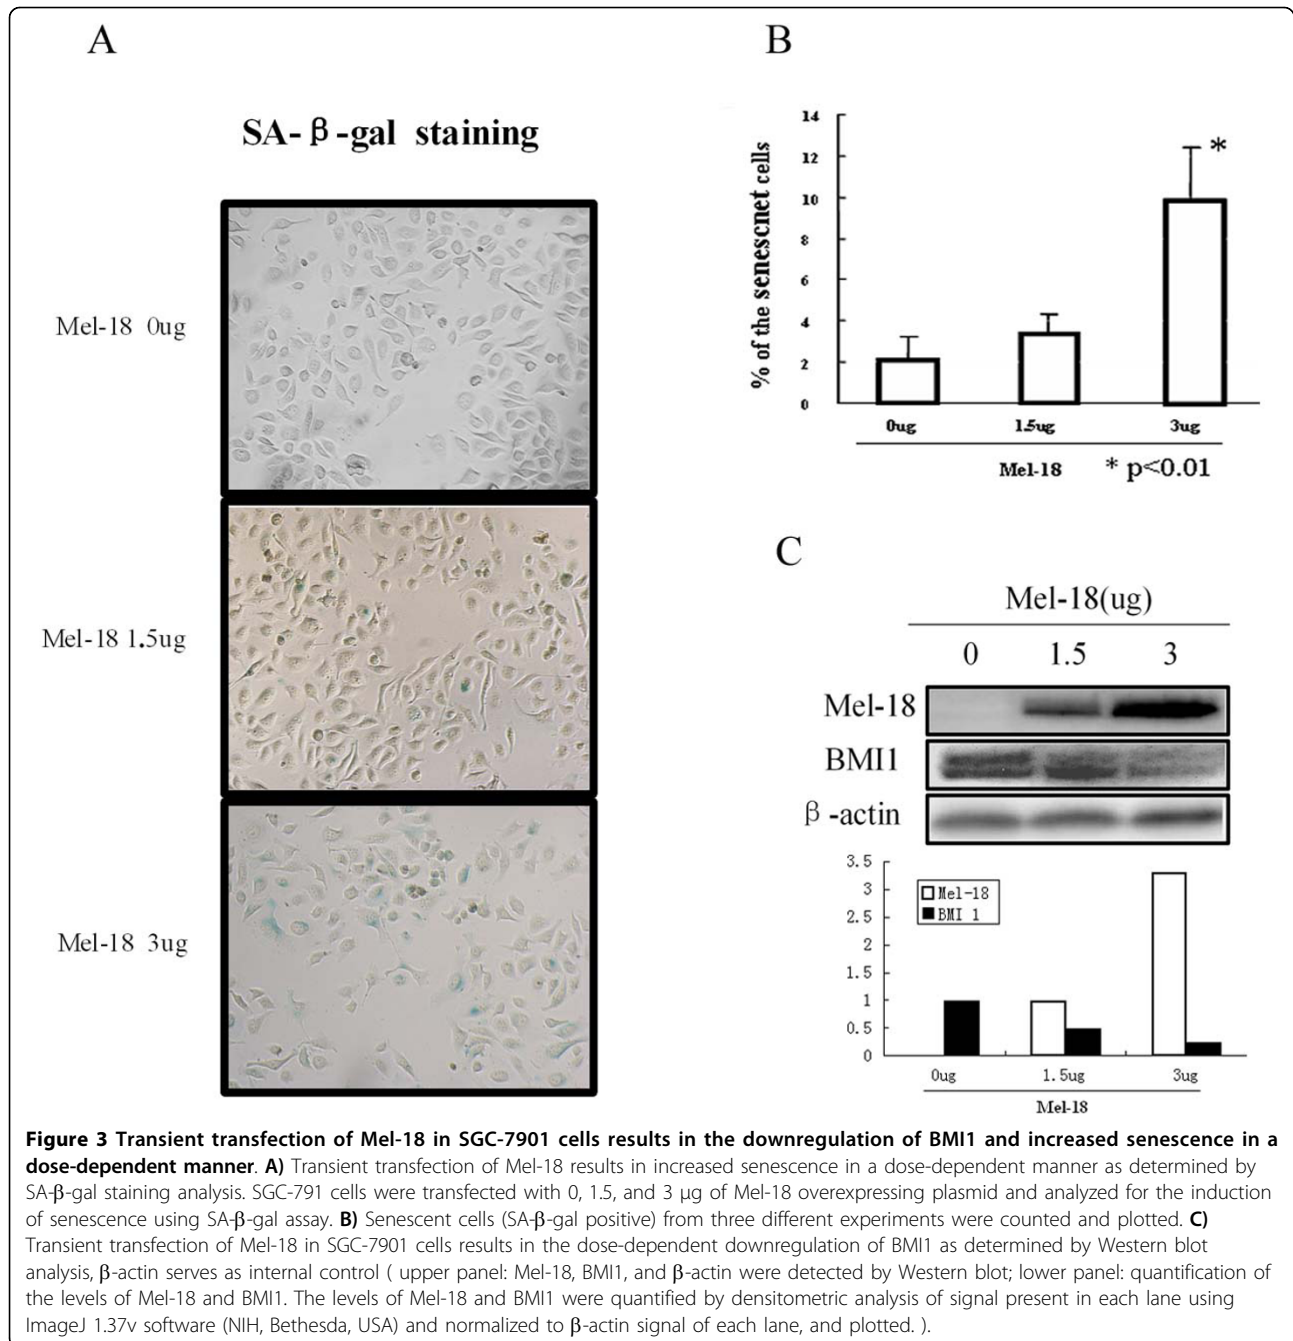 A
SA-β-gal staining
Mel-18 0ug
Mel-18 1.5ug
Mel-18 3ug
B
% of the senescnet cells
14
12
10
8
6
4
2
0
*
0ug 1.5ug 3ug
Mel-18 * p<0.01
C
Mel-18(ug)
0 1.5 3
Mel-18
BMI1
β-actin
3.5
3
2.5
2
1.5
1
0.5
0
Mel-18
BMI 1
0ug 1.5ug 3ug
Mel-18
Figure 3 Transient transfection of Mel-18 in SGC-7901 cells results in the downregulation of BMI1 and increased senescence in a
dose-dependent manner. A) Transient transfection of Mel-18 results in increased senescence in a dose-dependent manner as determined by
SA-β-gal staining analysis. SGC-791 cells were transfected with 0, 1.5, and 3 μg of Mel-18 overexpressing plasmid and analyzed for the induction
of senescence using SA-β-gal assay. B) Senescent cells (SA-β-gal positive) from three different experiments were counted and plotted. C)
Transient transfection of Mel-18 in SGC-7901 cells results in the dose-dependent downregulation of BMI1 as determined by Western blot
analysis, β-actin serves as internal control ( upper panel: Mel-18, BMI1, and β-actin were detected by Western blot; lower panel: quantification of
the levels of Mel-18 and BMI1. The levels of Mel-18 and BMI1 were quantified by densitometric analysis of signal present in each lane using
ImageJ 1.37v software (NIH, Bethesda, USA) and normalized to β-actin signal of each lane, and plotted. ).